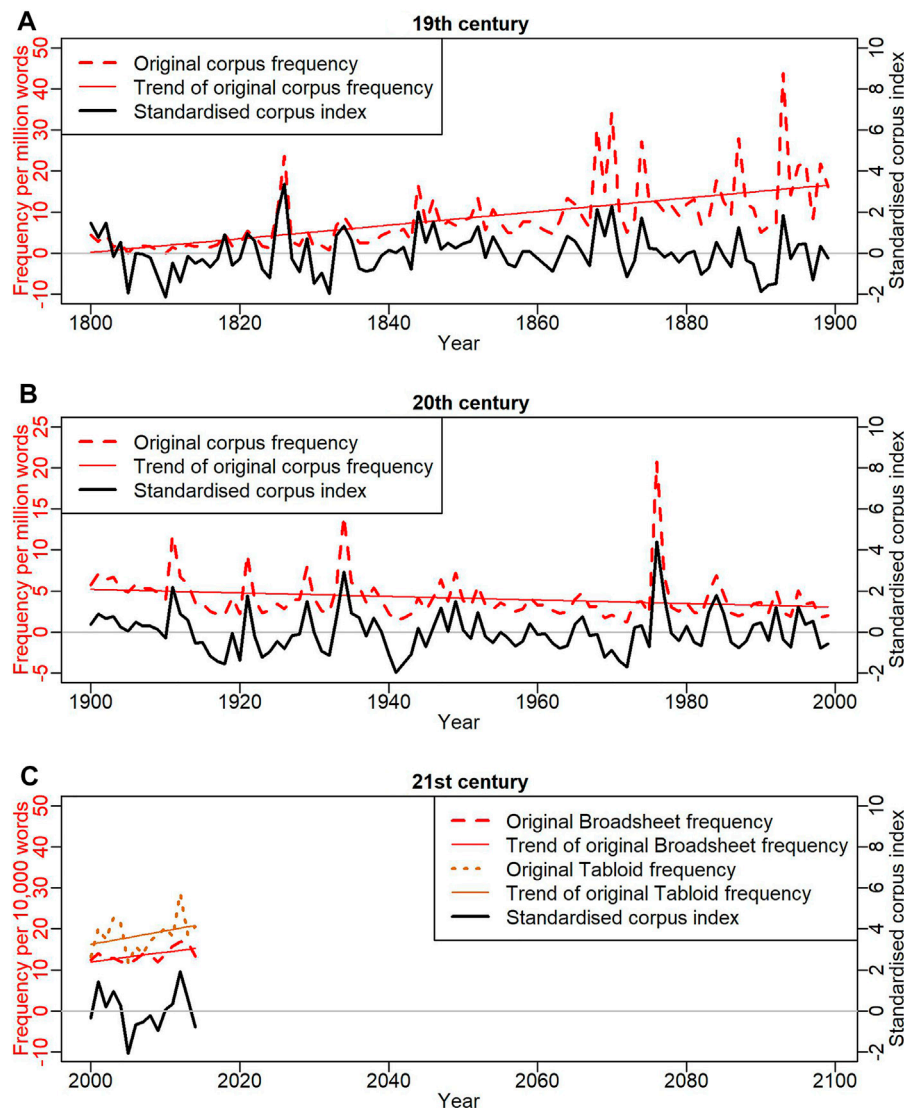 A
19th century
Original corpus frequency
Trend of original corpus frequency
Standardised corpus index
Frequency per million words
-10 0 10 20 30 40 50
Standardised corpus index
-2 0 2 4 6 8 10
1800 1820 1840 1860 1880 1900
Year
B
20th century
Original corpus frequency
Trend of original corpus frequency
Standardised corpus index
Frequency per million words
-5 0 5 10 15 20 25
Standardised corpus index
-2 0 2 4 6 8 10
1900 1920 1940 1960 1980 2000
Year
C
21st century
Original Broadsheet frequency
Trend of original Broadsheet frequency
Original Tabloid frequency
Trend of original Tabloid frequency
Standardised corpus index
Frequency per 10,000 words
-10 0 10 20 30 40 50
Standardised corpus index
-2 0 2 4 6 8 10
2000 2020 2040 2060 2080 2100
Year